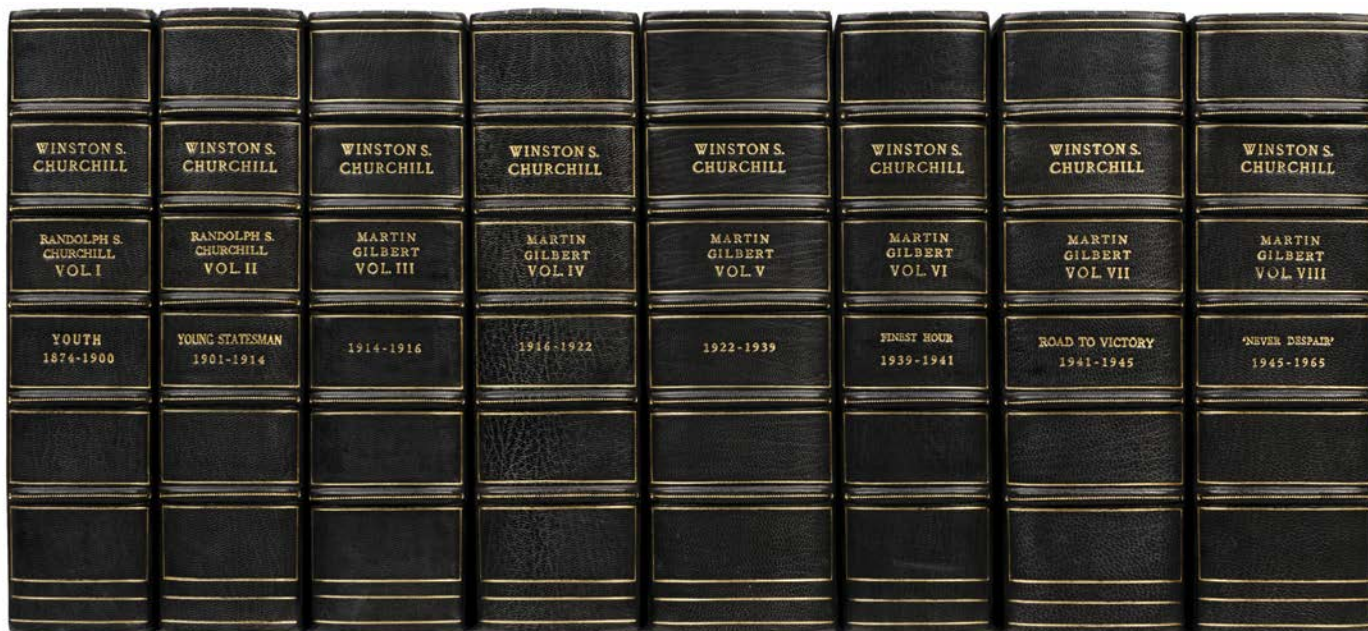 WINSTON S.
CHURCHILL
RANDOLPH S.
CHURCHILL
VOL. I
YOUTH
1874-1900
WINSTON S.
CHURCHILL
RANDOLPH S.
CHURCHILL
VOL. II
YOUNG STATESMAN
1901-1914
WINSTON S.
CHURCHILL
MARTIN
GILBERT
VOL. III
1914-1916
WINSTON S.
CHURCHILL
MARTIN
GILBERT
VOL. IV
1916-1922
WINSTON S.
CHURCHILL
MARTIN
GILBERT
VOL. V
1922-1939
WINSTON S.
CHURCHILL
MARTIN
GILBERT
VOL. VI
FINEST HOUR
1939-1941
WINSTON S.
CHURCHILL
MARTIN
GILBERT
VOL. VII
ROAD TO VICTORY
1941-1945
WINSTON S.
CHURCHILL
MARTIN
GILBERT
VOL. VIII
'NEVER DESPAIR'
1945-1965